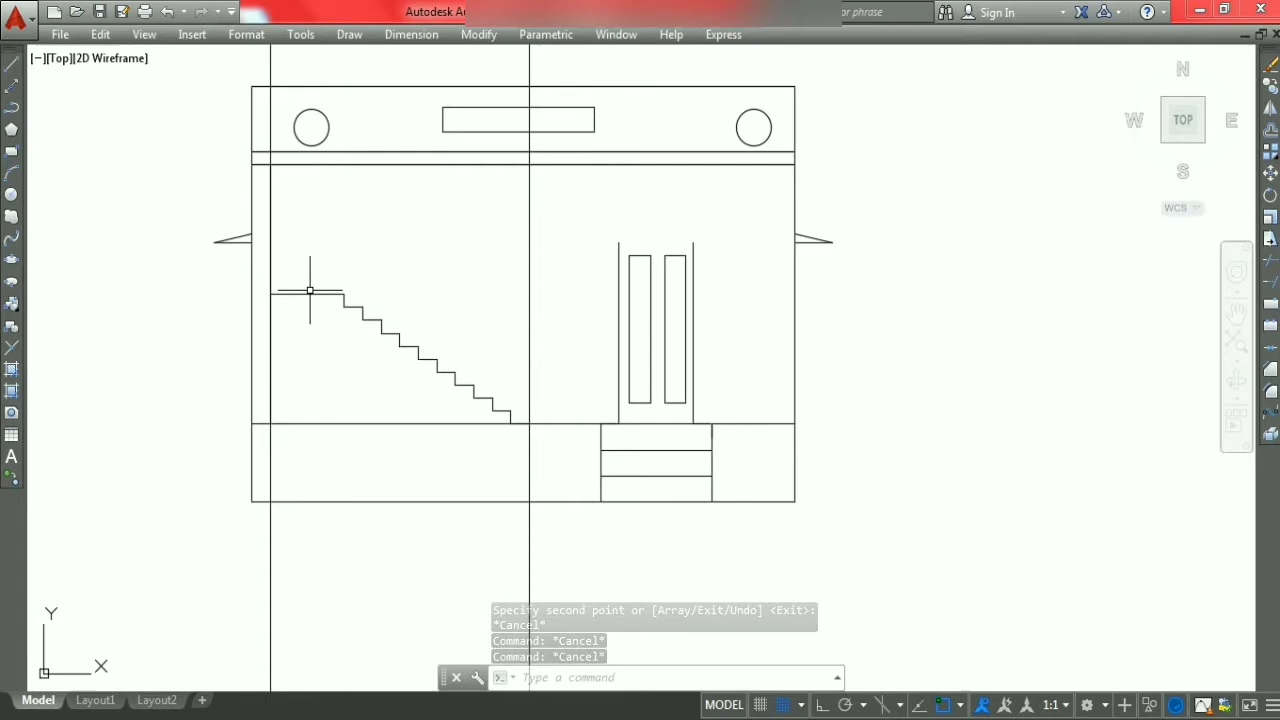 Autodesk Au
phrase
Sign In
File Edit View Insert Format Tools Draw Dimension Modify Parametric Window Help Express
[−][Top][2D Wireframe]
N
W TOP E
S
WCS
Specify second point or [Array/Exit/Undo] <Exit>:
*Cancel*
Command: *Cancel*
Command: *Cancel*
Type a command
Y
X
Model Layout1 Layout2 +
MODEL
1:1
A